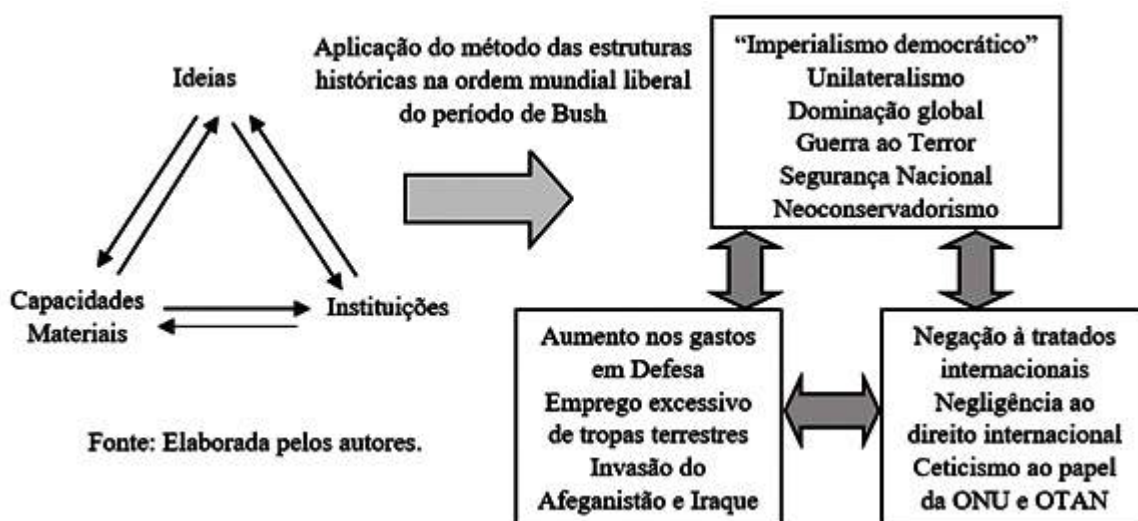 Ideias
Capacidades
Materiais
Instituições
Fonte: Elaborada pelos autores.
Aplicação do método das estruturas
históricas na ordem mundial liberal
do período de Bush
“Imperialismo democrático”
Unilateralismo
Dominação global
Guerra ao Terror
Segurança Nacional
Neoconservadorismo
Aumento nos gastos
em Defesa
Emprego excessivo
de tropas terrestres
Invasão do
Afeganistão e Iraque
Negação à tratados
internacionais
Negligência ao
direito internacional
Ceticismo ao papel
da ONU e OTAN